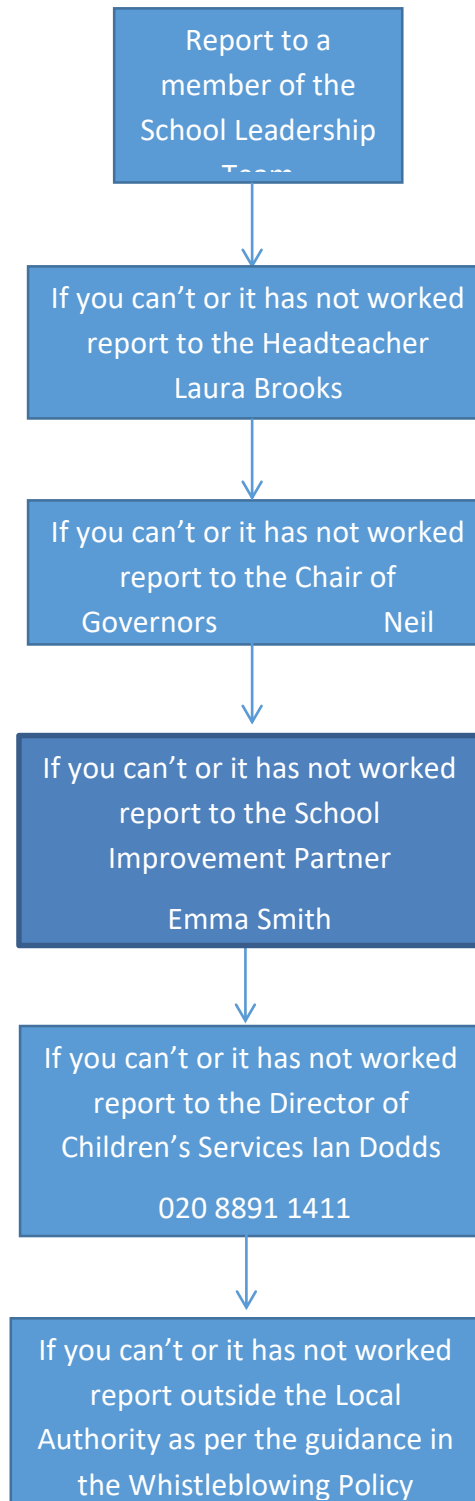 Report to a
member of the
School Leadership
If you can’t or it has not worked
report to the Headteacher
Laura Brooks
If you can’t or it has not worked
report to the Chair of
Governors Neil
If you can’t or it has not worked
report to the School
Improvement Partner
Emma Smith
If you can’t or it has not worked
report to the Director of
Children’s Services Ian Dodds
020 8891 1411
If you can’t or it has not worked
report outside the Local
Authority as per the guidance in
the Whistleblowing Policy